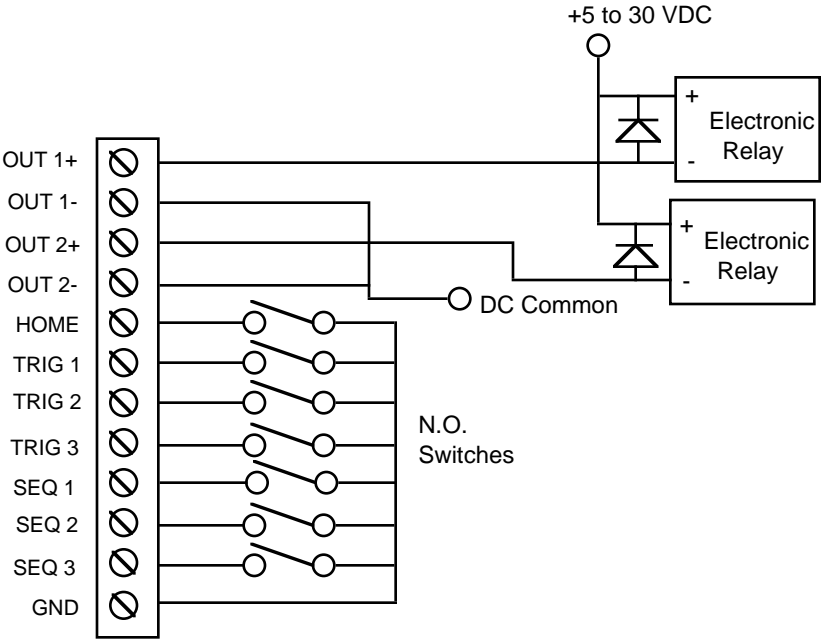 +5 to 30 VDC
+
Electronic
Relay
-
OUT 1+
OUT 1-
OUT 2+
OUT 2-
+
Electronic
Relay
-
DC Common
HOME
TRIG 1
TRIG 2
TRIG 3
SEQ 1
SEQ 2
SEQ 3
GND
N.O.
Switches